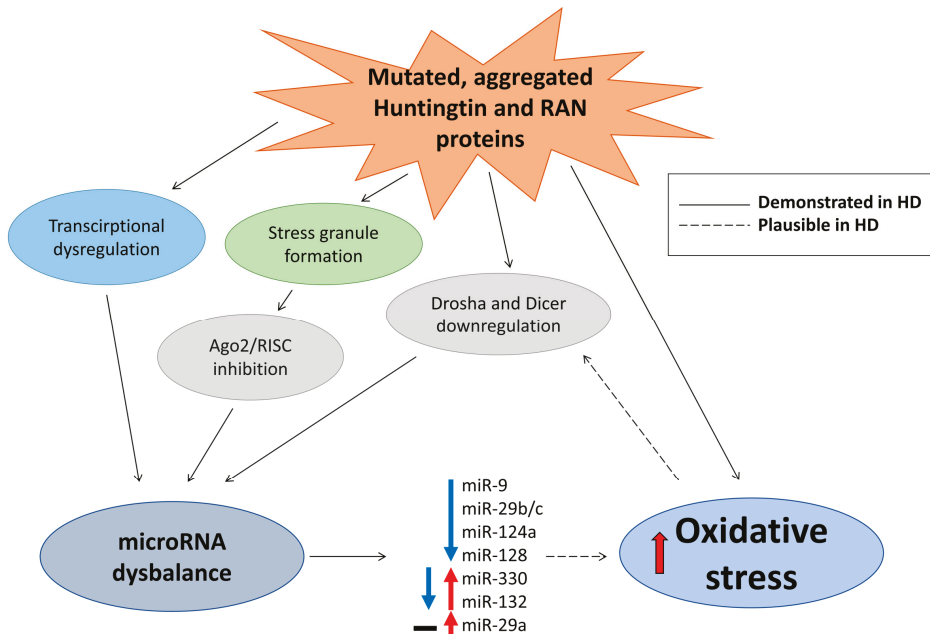 Mutated, aggregated
Huntingtin and RAN
proteins
Demonstrated in HD
Plausible in HD
Transcirptional
dysregulation
Stress granule
formation
Drosha and Dicer
downregulation
Ago2/RISC
inhibition
microRNA
dysbalance
miR-9
miR-29b/c
miR-124a
miR-128
miR-330
miR-132
miR-29a
Oxidative
stress